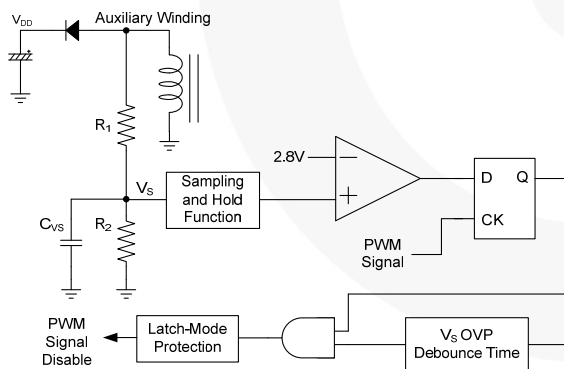 Auxiliary Winding
VDD
R1
2.8V
VS
Sampling
and Hold
Function
D
Q
CK
CVS
R2
PWM
Signal
PWM
Signal
Disable
Latch-Mode
Protection
VS OVP
Debounce Time